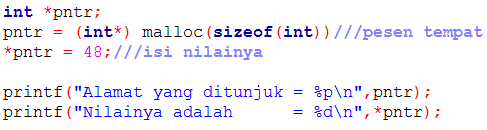 int *pntr;
pntr = (int*) malloc(sizeof(int))///pesen tempat
*pntr = 48;///isi nilainya
printf("Alamat yang ditunjuk = %p\n",pntr);
printf("Nilainya adalah      = %d\n",*pntr);